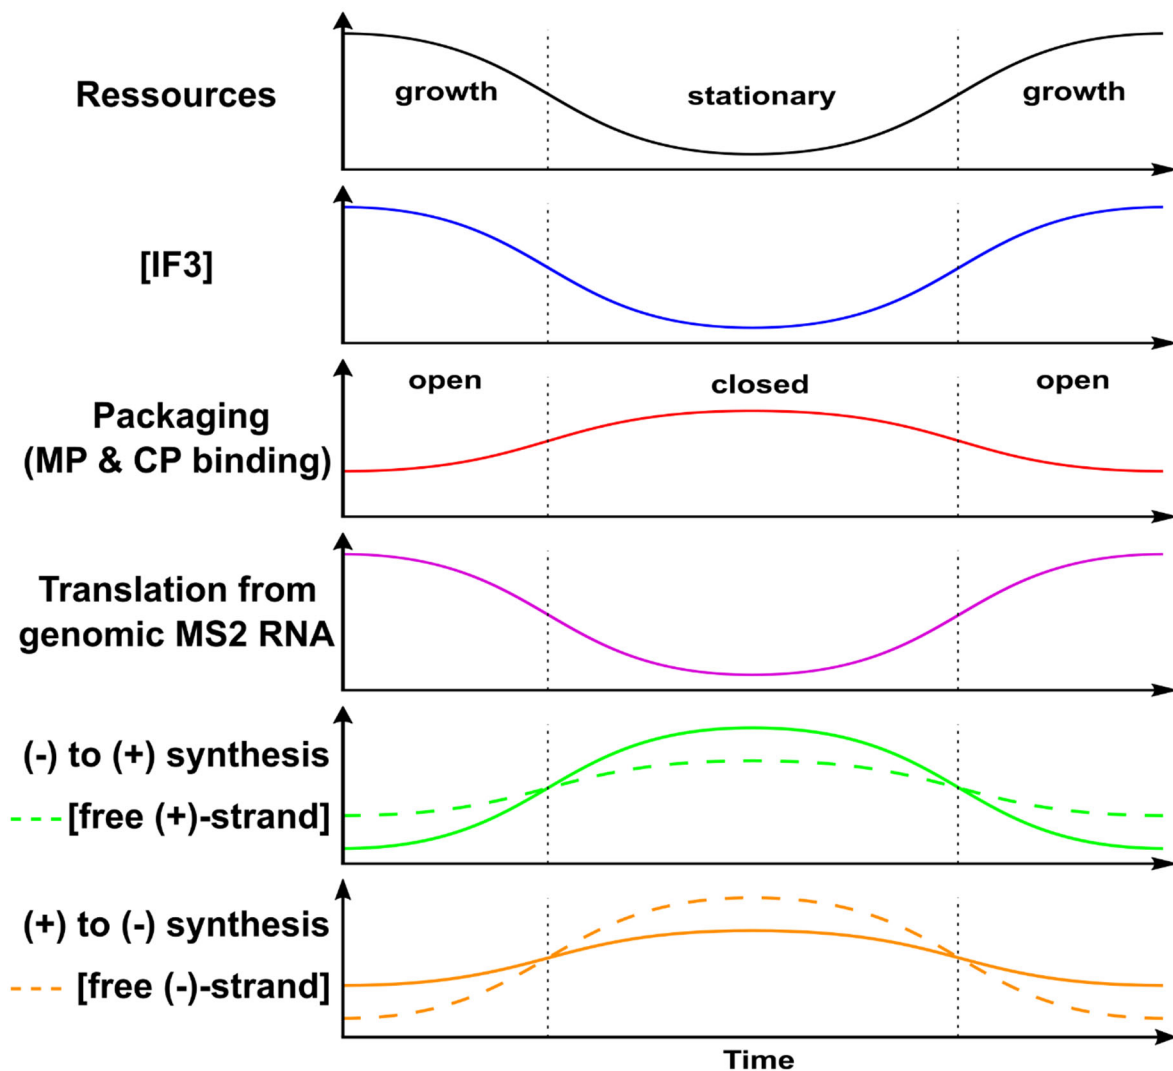 Ressources
growth
stationary
growth
[IF3]
Packaging
(MP & CP binding)
open
closed
open
Translation from
genomic MS2 RNA
(-) to (+) synthesis
[free (+)-strand]
(+) to (-) synthesis
[free (-)-strand]
Time